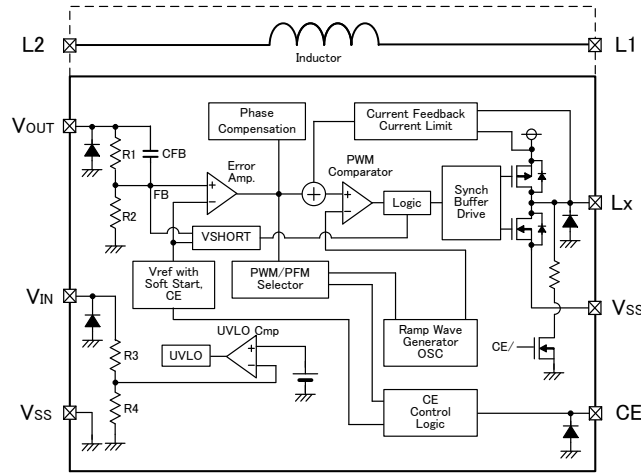 L2
L1
Inductor
VOUT
Phase
Compensation
Current Feedback
Current Limit
R1
CFB
Error
Amp.
PWM
Comparator
FB
R2
Logic
Synch
Buffer
Drive
Lx
VSHORT
VIN
Vref with
Soft Start,
CE
PWM/PFM
Selector
VSS
R3
UVLO Cmp
UVLO
Ramp Wave
Generator
OSC
CE/
R4
VSS
CE
Control
Logic
CE